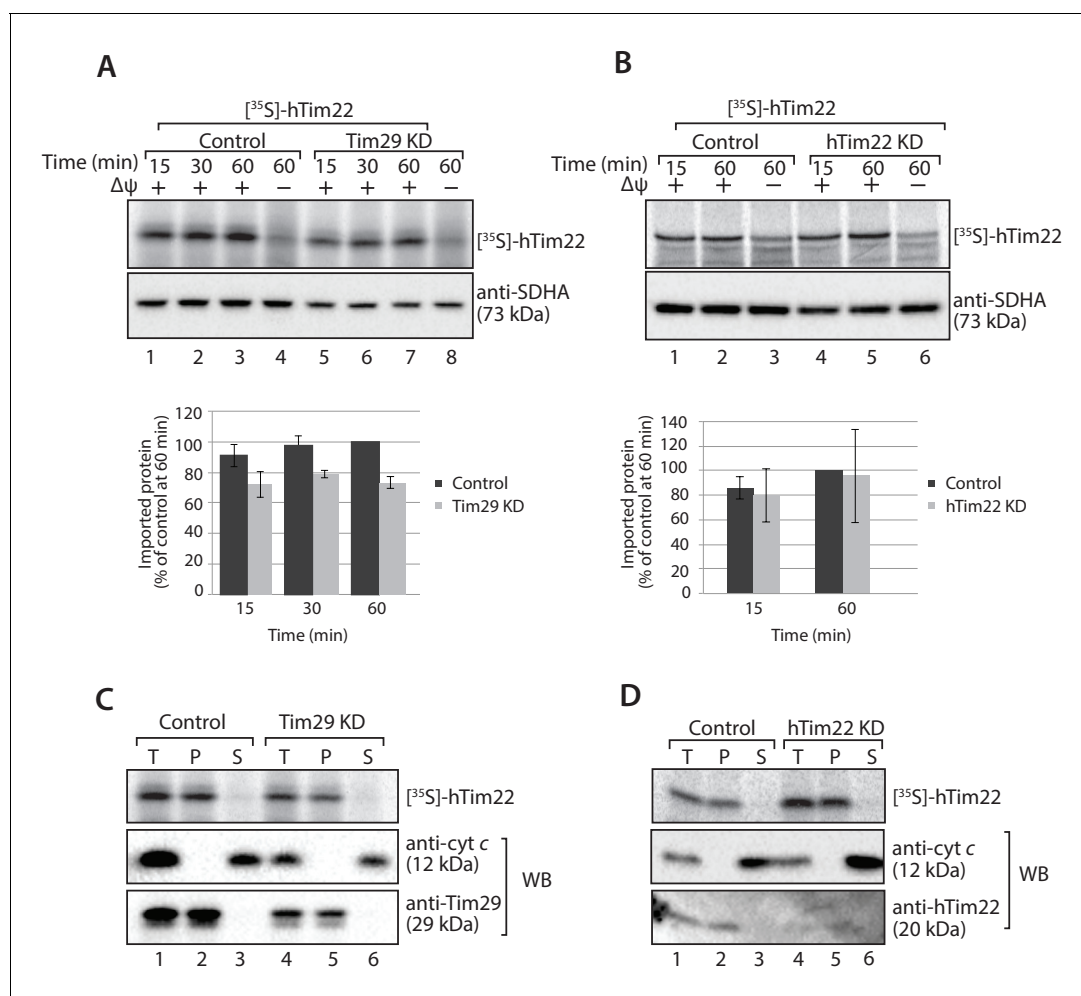 A
[³⁵S]-hTim22
Control Tim29 KD
Time (min) 15 30 60 60 15 30 60 60
Δψ + + + − + + + −
[³⁵S]-hTim22
anti-SDHA
(73 kDa)
1 2 3 4 5 6 7 8
Imported protein
(% of control at 60 min)
120
100
80
60
40
20
0
15 30 60
Time (min)
Control
Tim29 KD
B
[³⁵S]-hTim22
Control hTim22 KD
Time (min) 15 60 60 15 60 60
Δψ + + − + + −
[³⁵S]-hTim22
anti-SDHA
(73 kDa)
1 2 3 4 5 6
Imported protein
(% of control at 60 min)
140
120
100
80
60
40
20
0
15 60
Time (min)
Control
hTim22 KD
C
Control Tim29 KD
T P S T P S
[³⁵S]-hTim22
anti-cyt c
(12 kDa)
anti-Tim29
(29 kDa)
WB
1 2 3 4 5 6
D
Control hTim22 KD
T P S T P S
[³⁵S]-hTim22
anti-cyt c
(12 kDa)
anti-hTim22
(20 kDa)
WB
1 2 3 4 5 6